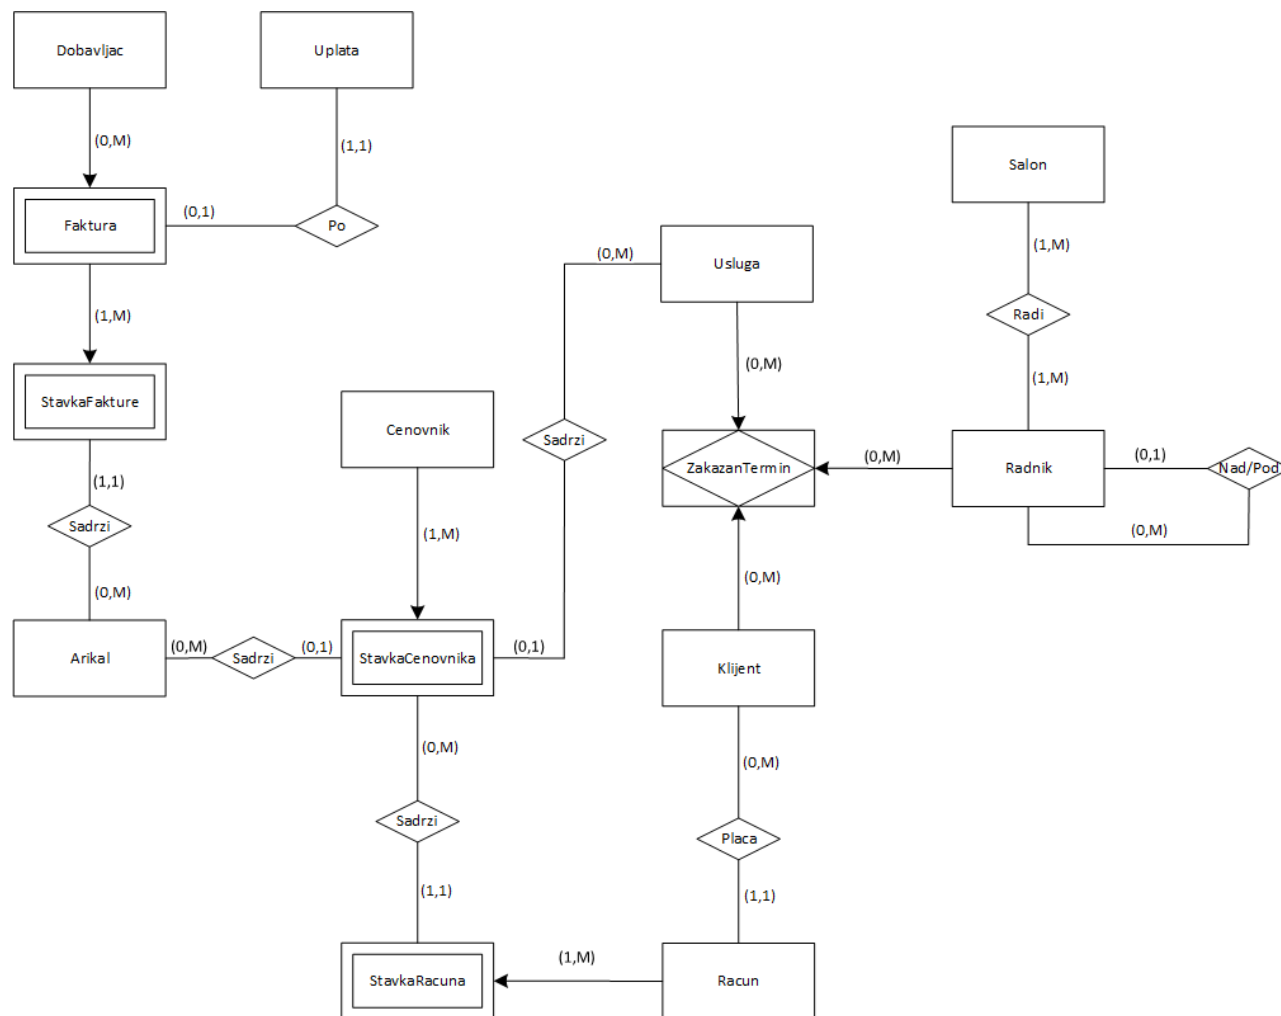 Dobavljac
Uplata
(0,M)
(1,1)
Salon
Faktura
(0,1)
Po
(0,M)
Usluga
(1,M)
(1,M)
Radi
(0,M)
(1,M)
StavkaFakture
Cenovnik
Sadrzi
ZakazanTermin
(0,M)
Radnik
(0,1)
Nad/Pod
(1,1)
Sadrzi
(1,M)
(0,M)
(0,M)
(0,M)
Arikal
(0,M)
Sadrzi
(0,1)
StavkaCenovnika
(0,1)
Klijent
(0,M)
(0,M)
Sadrzi
Placa
(1,1)
(1,1)
StavkaRacuna
(1,M)
Racun